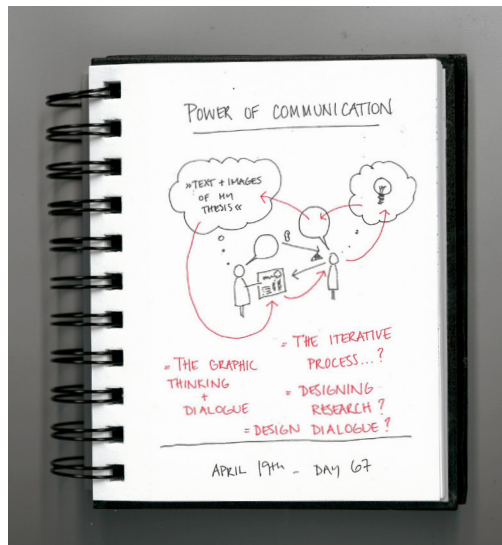 POWER OF COMMUNICATION
»TEXT + IMAGES
OF MY
THESIS«
= THE GRAPHIC
THINKING
+
DIALOGUE
= THE ITERATIVE
PROCESS...?
= DESIGNING
RESEARCH?
= DESIGN DIALOGUE?
APRIL 19TH - DAY 67